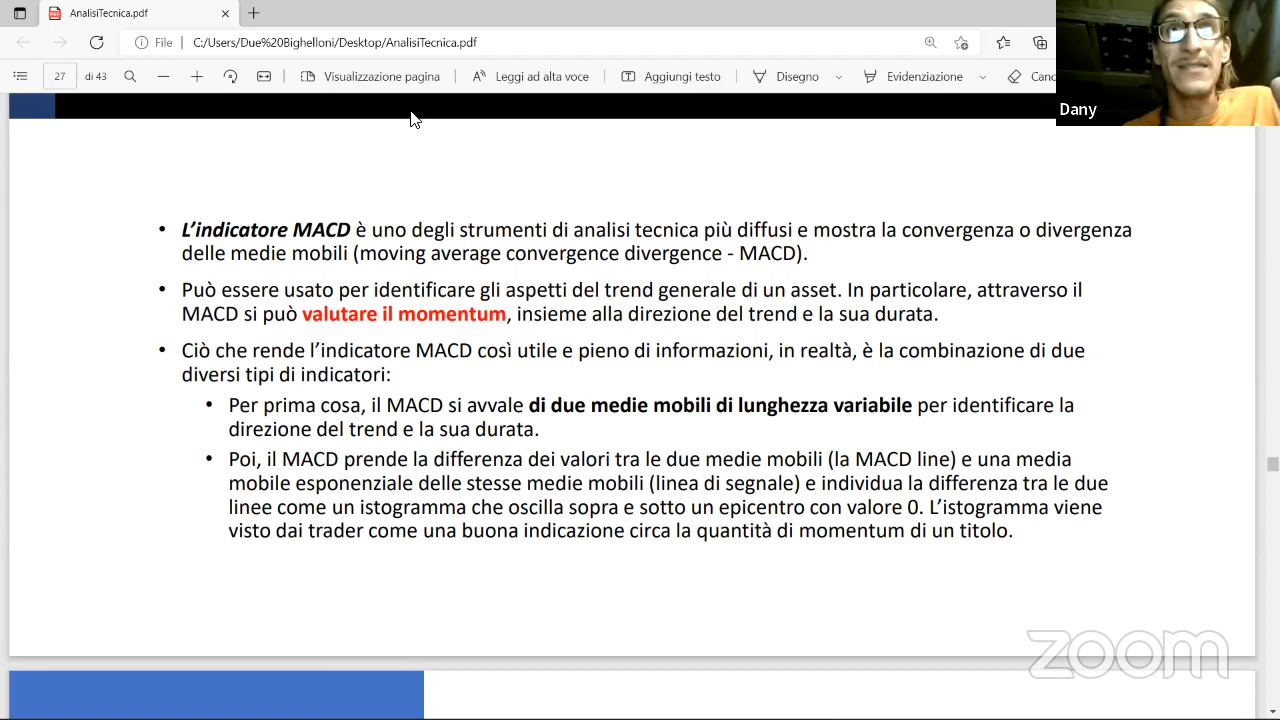 AnalisiTecnica.pdf
File
C:/Users/Due%20Bighelloni/Desktop/AnalisiTecnica.pdf
27
di 43
Visualizzazione pagina
Leggi ad alta voce
Aggiungi testo
Disegno
Evidenziazione
Canc
Dany
• L’indicatore MACD è uno degli strumenti di analisi tecnica più diffusi e mostra la convergenza o divergenza
delle medie mobili (moving average convergence divergence - MACD).
• Può essere usato per identificare gli aspetti del trend generale di un asset. In particolare, attraverso il
MACD si può valutare il momentum, insieme alla direzione del trend e la sua durata.
• Ciò che rende l’indicatore MACD così utile e pieno di informazioni, in realtà, è la combinazione di due
diversi tipi di indicatori:
• Per prima cosa, il MACD si avvale di due medie mobili di lunghezza variabile per identificare la
direzione del trend e la sua durata.
• Poi, il MACD prende la differenza dei valori tra le due medie mobili (la MACD line) e una media
mobile esponenziale delle stesse medie mobili (linea di segnale) e individua la differenza tra le due
linee come un istogramma che oscilla sopra e sotto un epicentro con valore 0. L’istogramma viene
visto dai trader come una buona indicazione circa la quantità di momentum di un titolo.
zoom